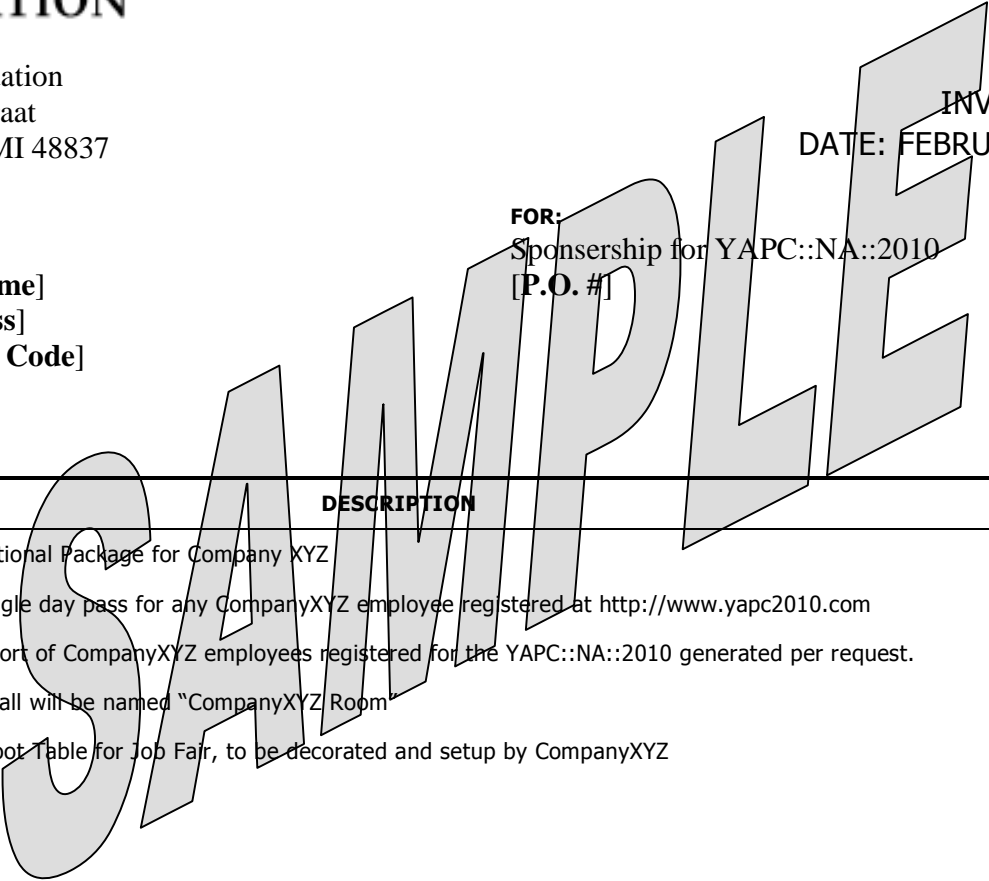 ATION
ation
aat
MI 48837
INV
DATE: FEBRU
FOR:
Sponsership for YAPC::NA::2010
[P.O. #]
me]
ss]
Code]
DESCRIPTION
tional Package for Company XYZ
gle day pass for any CompanyXYZ employee registered at http://www.yapc2010.com
ort of CompanyXYZ employees registered for the YAPC::NA::2010 generated per request.
all will be named “CompanyXYZ Room”
oot Table for Job Fair, to be decorated and setup by CompanyXYZ
SAMPLE